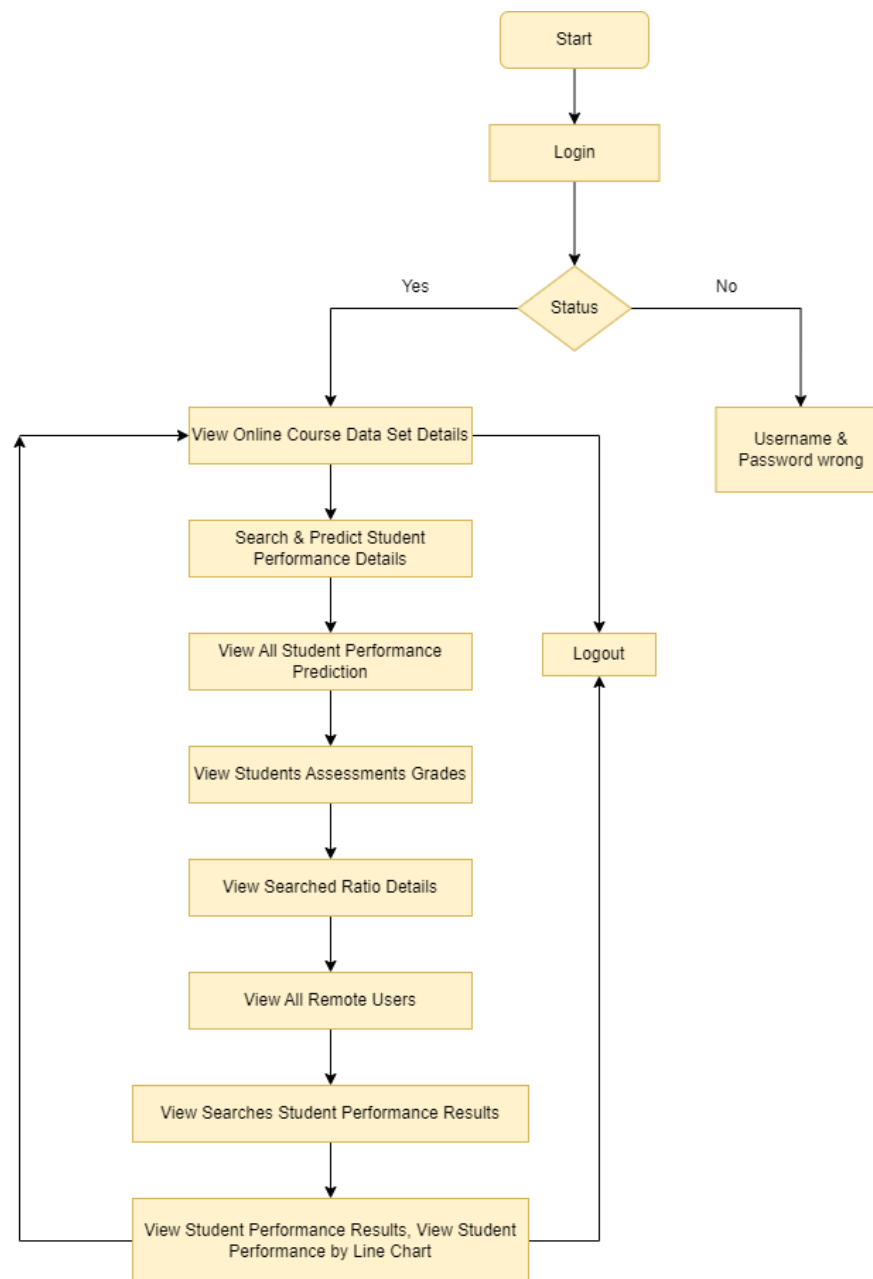 Start
Login
Yes
No
Status
View Online Course Data Set Details
Username &
Password wrong
Search & Predict Student
Performance Details
View All Student Performance
Prediction
Logout
View Students Assessments Grades
View Searched Ratio Details
View All Remote Users
View Searches Student Performance Results
View Student Performance Results, View Student
Performance by Line Chart